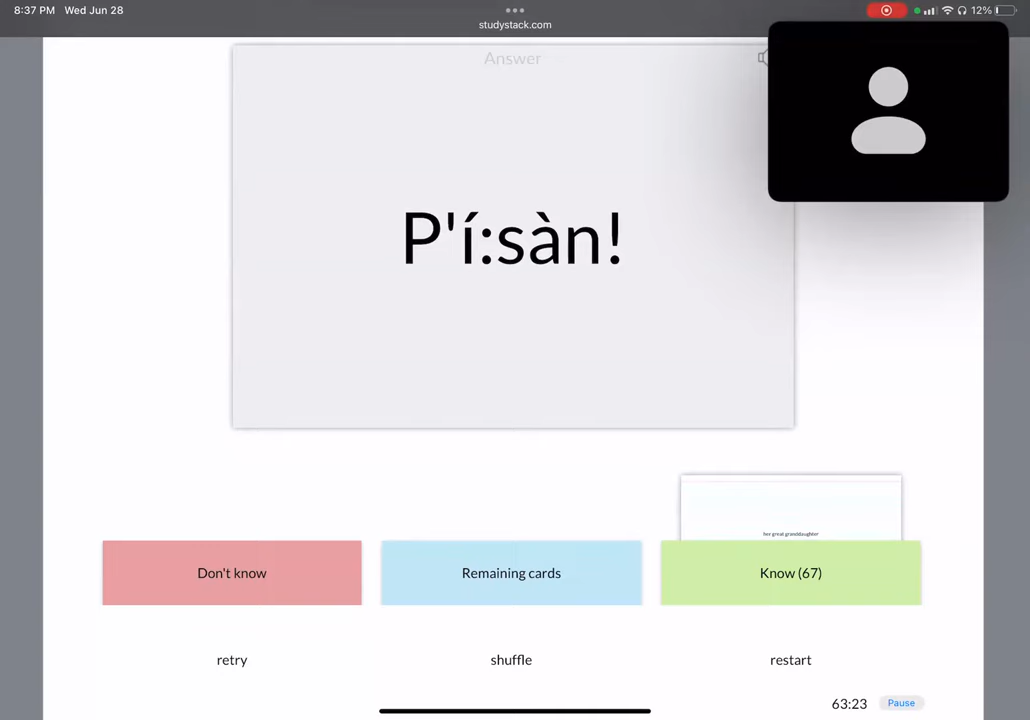 8:37 PM Wed Jun 28
12%
studystack.com
Answer
P'í:sàn!
her great granddaughter
Don't know
Remaining cards
Know (67)
retry
shuffle
restart
63:23
Pause